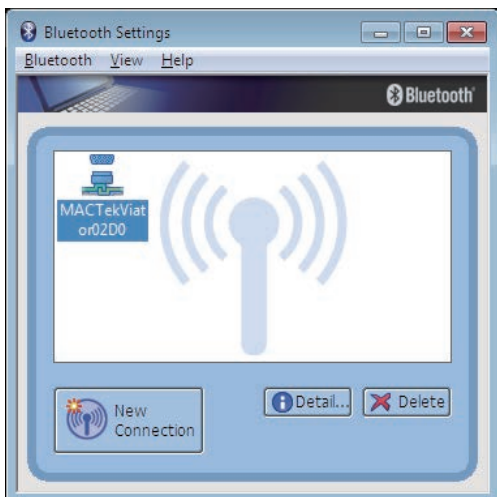 Bluetooth Settings
Bluetooth View Help
Bluetooth
MACTekViat
or02D0
New
Connection
Detail...
Delete